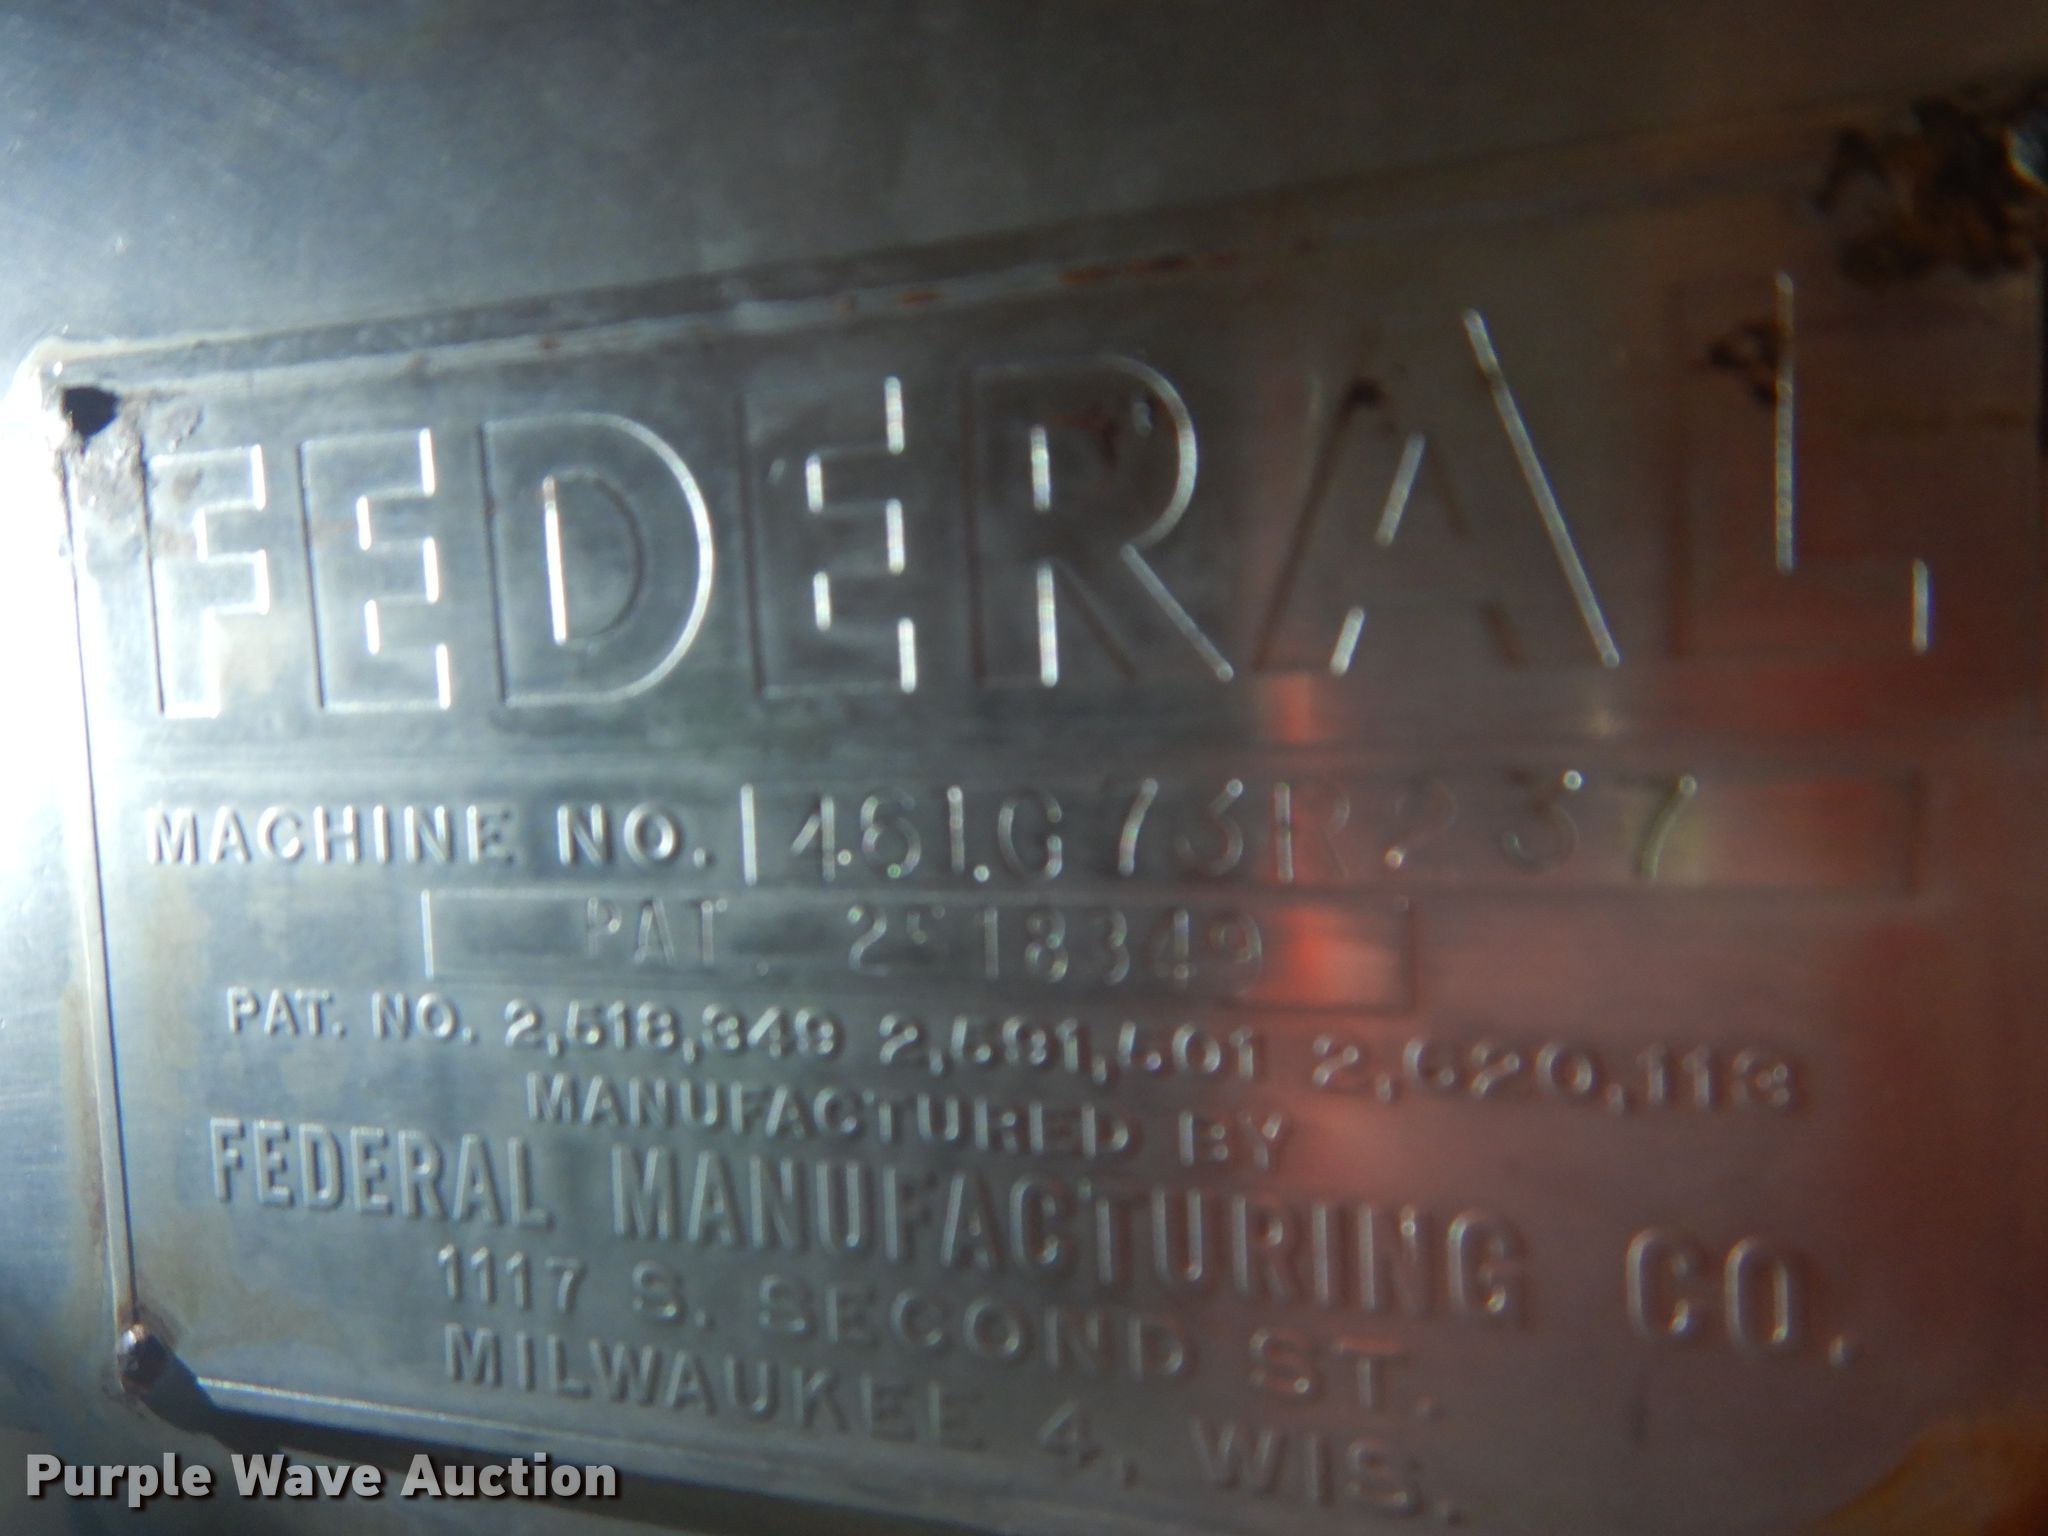 FEDERAL
MACHINE NO.
PAT. 2518349
PAT. NO. 2,518,349 2,591,501 2,620,113
MANUFACTURED BY
FEDERAL MANUFACTURING CO.
1117 S. SECOND ST.
MILWAUKEE 4, WIS.
Purple Wave Auction